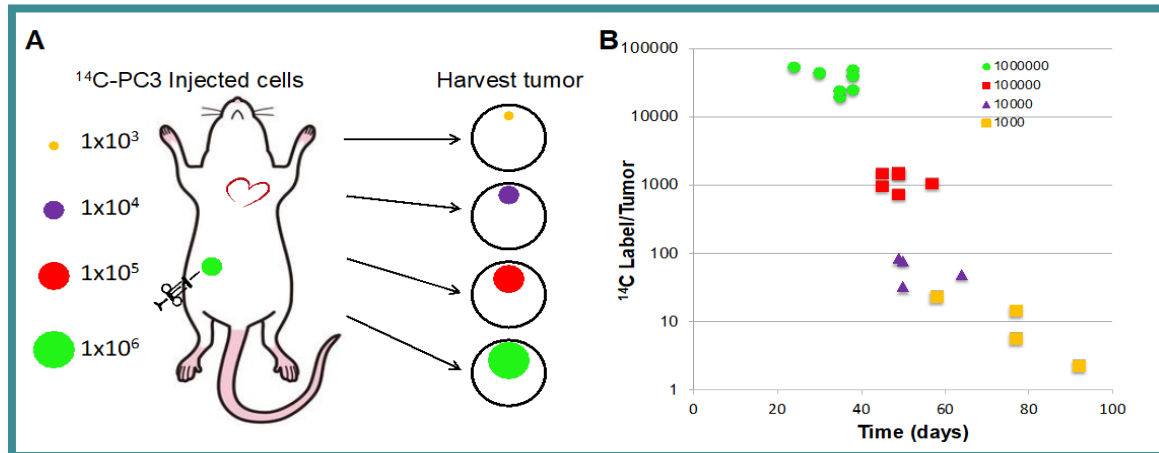 A
¹⁴C-PC3 Injected cells
Harvest tumor
1x10³
1x10⁴
1x10⁵
1x10⁶
B
¹⁴C Label/Tumor
100000
10000
1000
100
10
1
0
20
40
60
80
100
Time (days)
1000000
100000
10000
1000